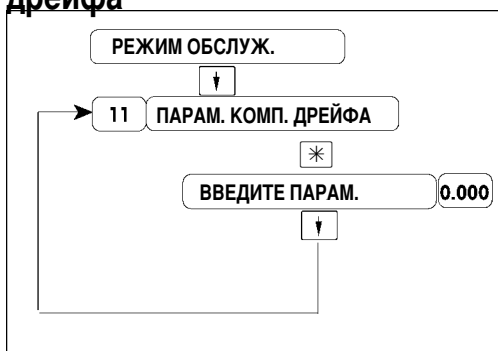 дрейфа
РЕЖИМ ОБСЛУЖ.
11 ПАРАМ. КОМП. ДРЕЙФА
ВВЕДИТЕ ПАРАМ. 0.000